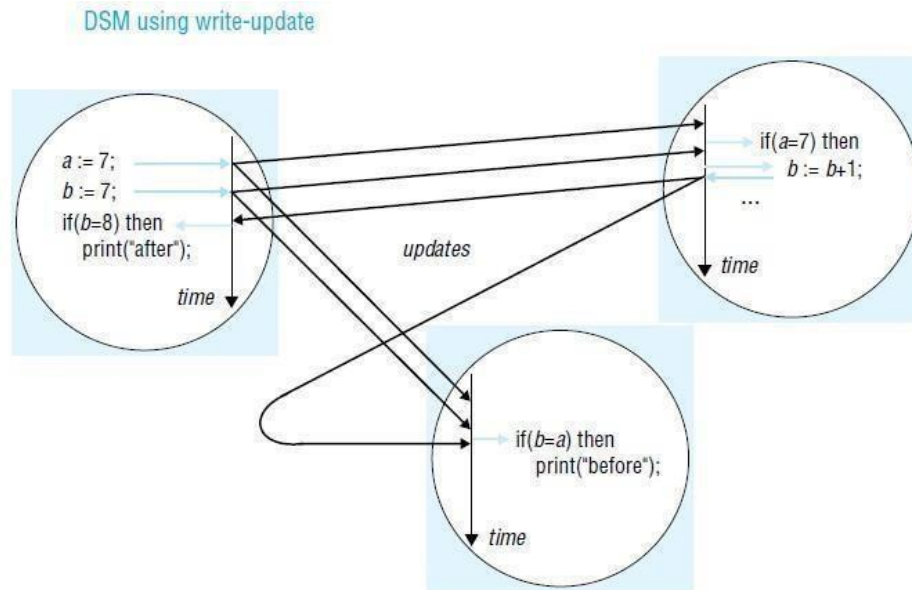 DSM using write-update
a := 7;
b := 7;
if(b=8) then
print("after");
time
updates
if(a=7) then
b := b+1;
...
time
if(b=a) then
print("before");
time